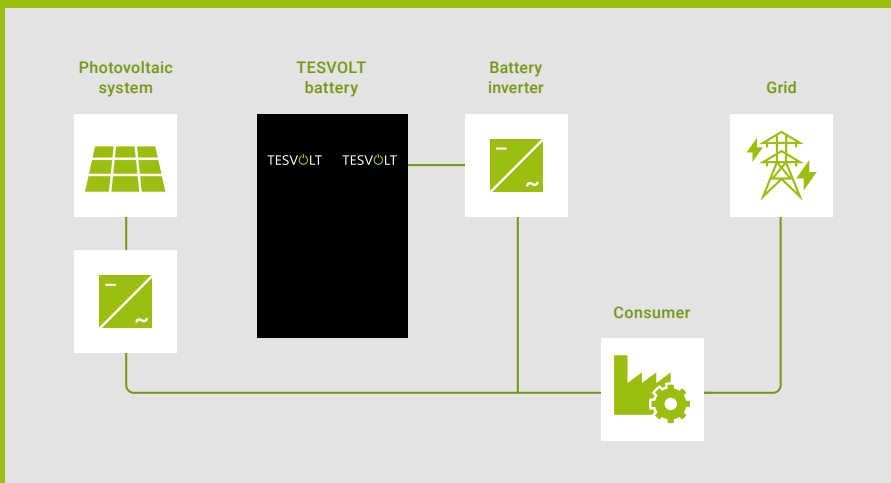 Photovoltaic
system
TESVOLT
battery
Battery
inverter
Grid
TESVOLT TESVOLT
Consumer